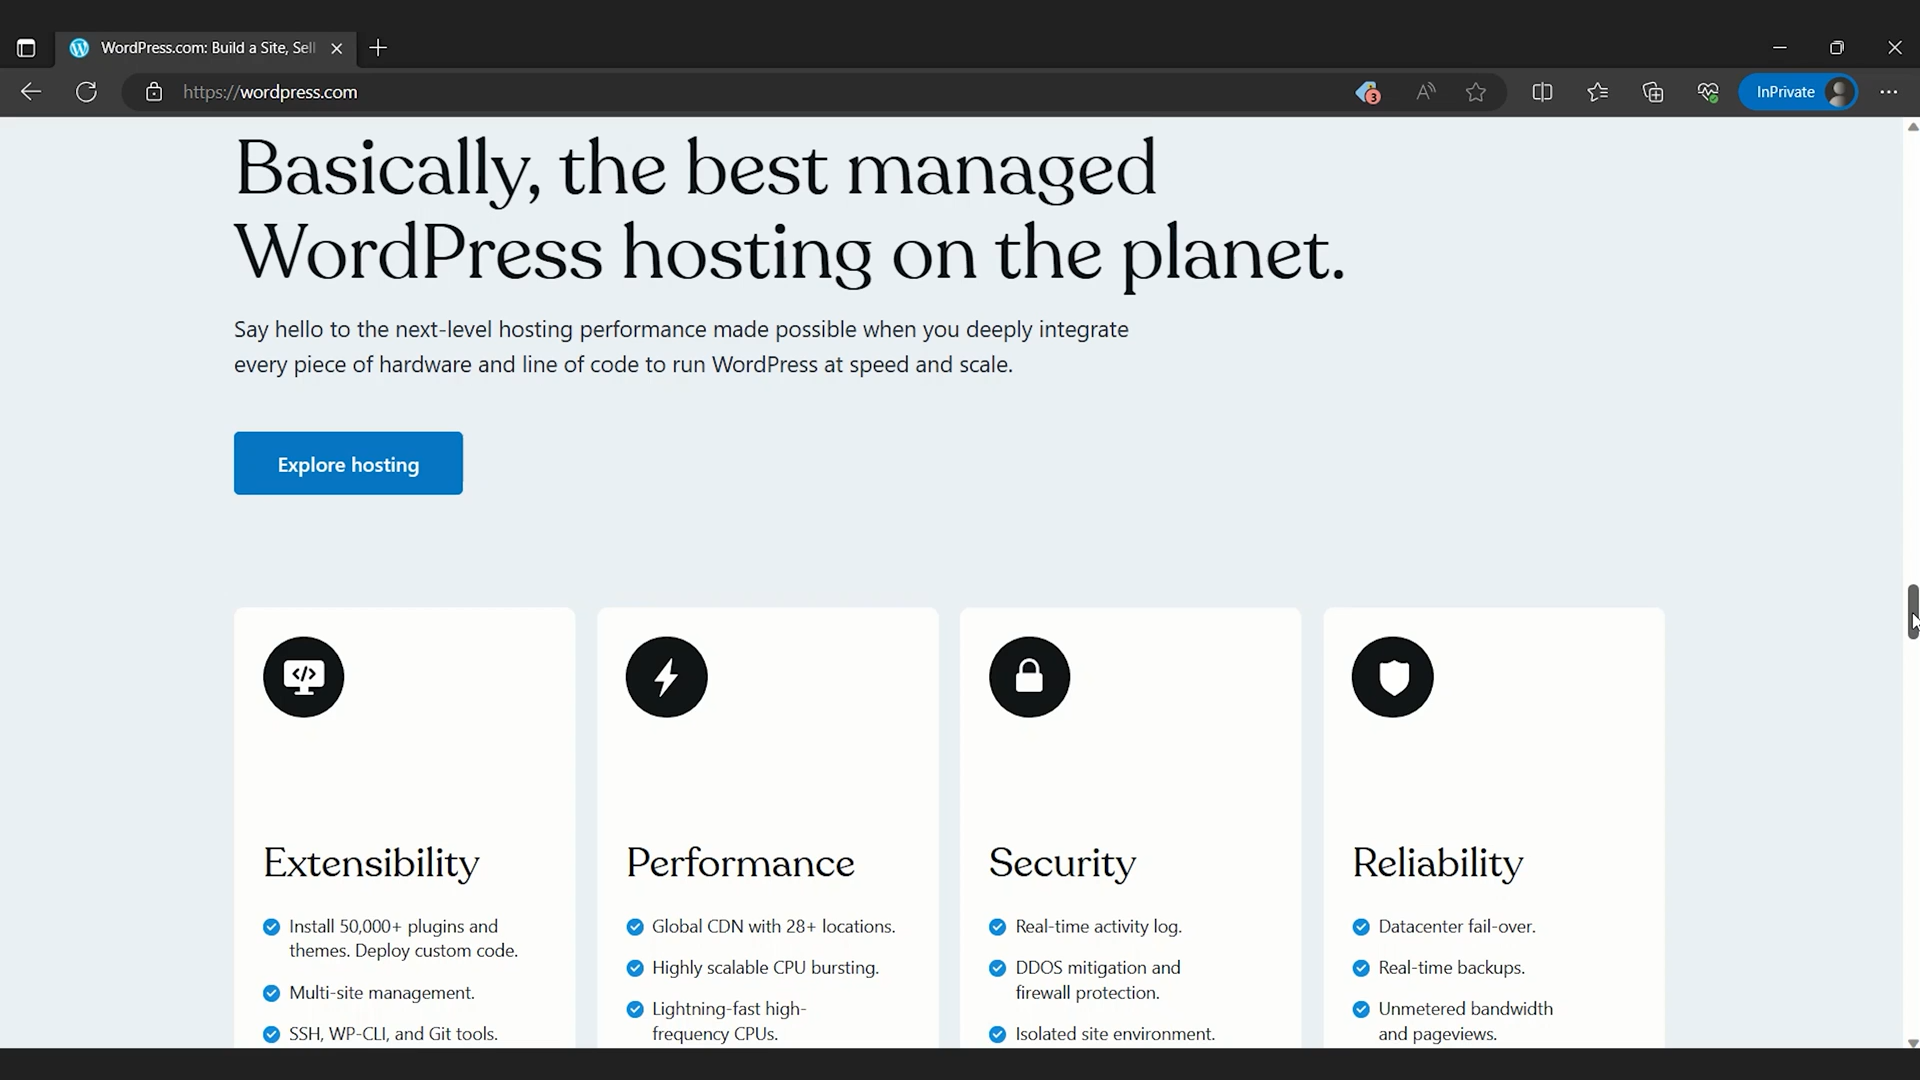 WordPress.com: Build a Site, Sell
https://wordpress.com
3
A
InPrivate
Basically, the best managed
WordPress hosting on the planet.
Say hello to the next-level hosting performance made possible when you deeply integrate
every piece of hardware and line of code to run WordPress at speed and scale.
Explore hosting
Extensibility
Install 50,000+ plugins and
themes. Deploy custom code.
Multi-site management.
SSH, WP-CLI, and Git tools.
Performance
Global CDN with 28+ locations.
Highly scalable CPU bursting.
Lightning-fast high-
frequency CPUs.
Security
Real-time activity log.
DDOS mitigation and
firewall protection.
Isolated site environment.
Reliability
Datacenter fail-over.
Real-time backups.
Unmetered bandwidth
and pageviews.